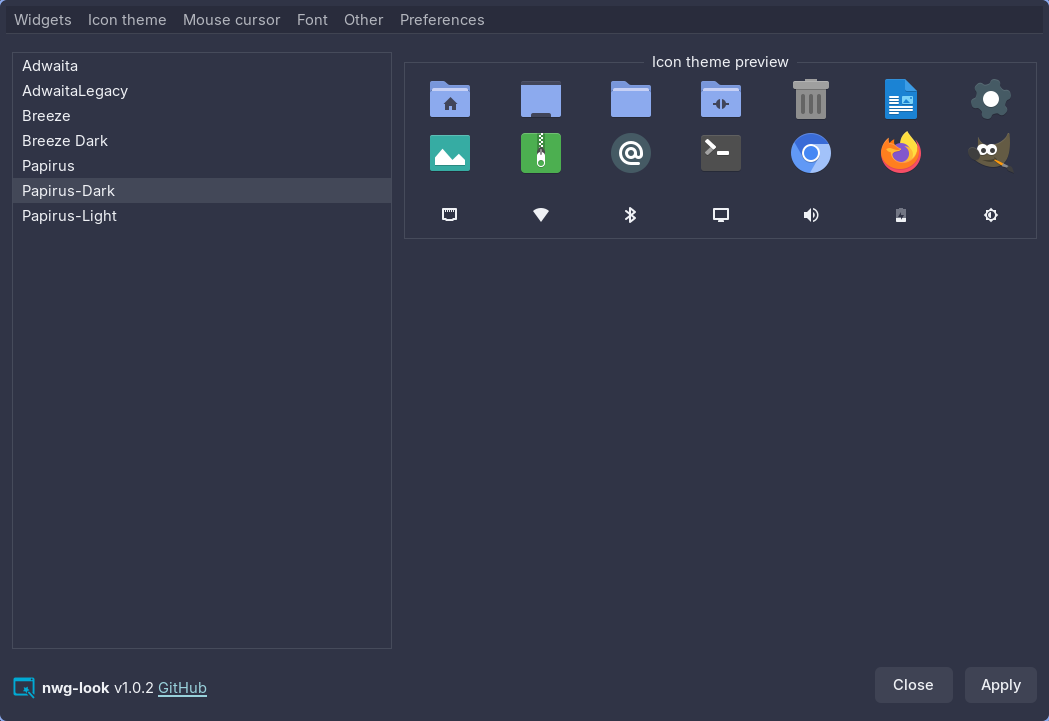 Widgets Icon theme Mouse cursor Font Other Preferences
Adwaita
AdwaitaLegacy
Breeze
Breeze Dark
Papirus
Papirus-Dark
Papirus-Light
Icon theme preview
nwg-look v1.0.2 GitHub
Close Apply